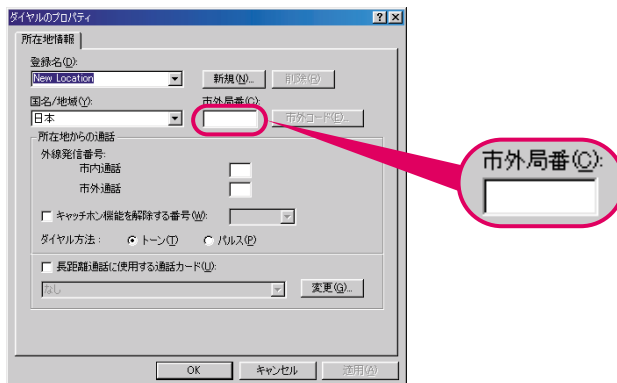 ダイヤルのプロパティ
所在地情報
登録名(D):
New Location
新規(N)...
削除(R)
国名/地域(Y):
市外局番(C):
日本
市外コード(E)...
所在地からの通話
外線発信番号:
市内通話
市外通話
キャッチホン機能を解除する番号(W):
ダイヤル方法:
トーン(T)
パルス(P)
長距離通話に使用する通話カード(U):
なし
変更(G)...
OK
キャンセル
適用(A)
市外局番(C):